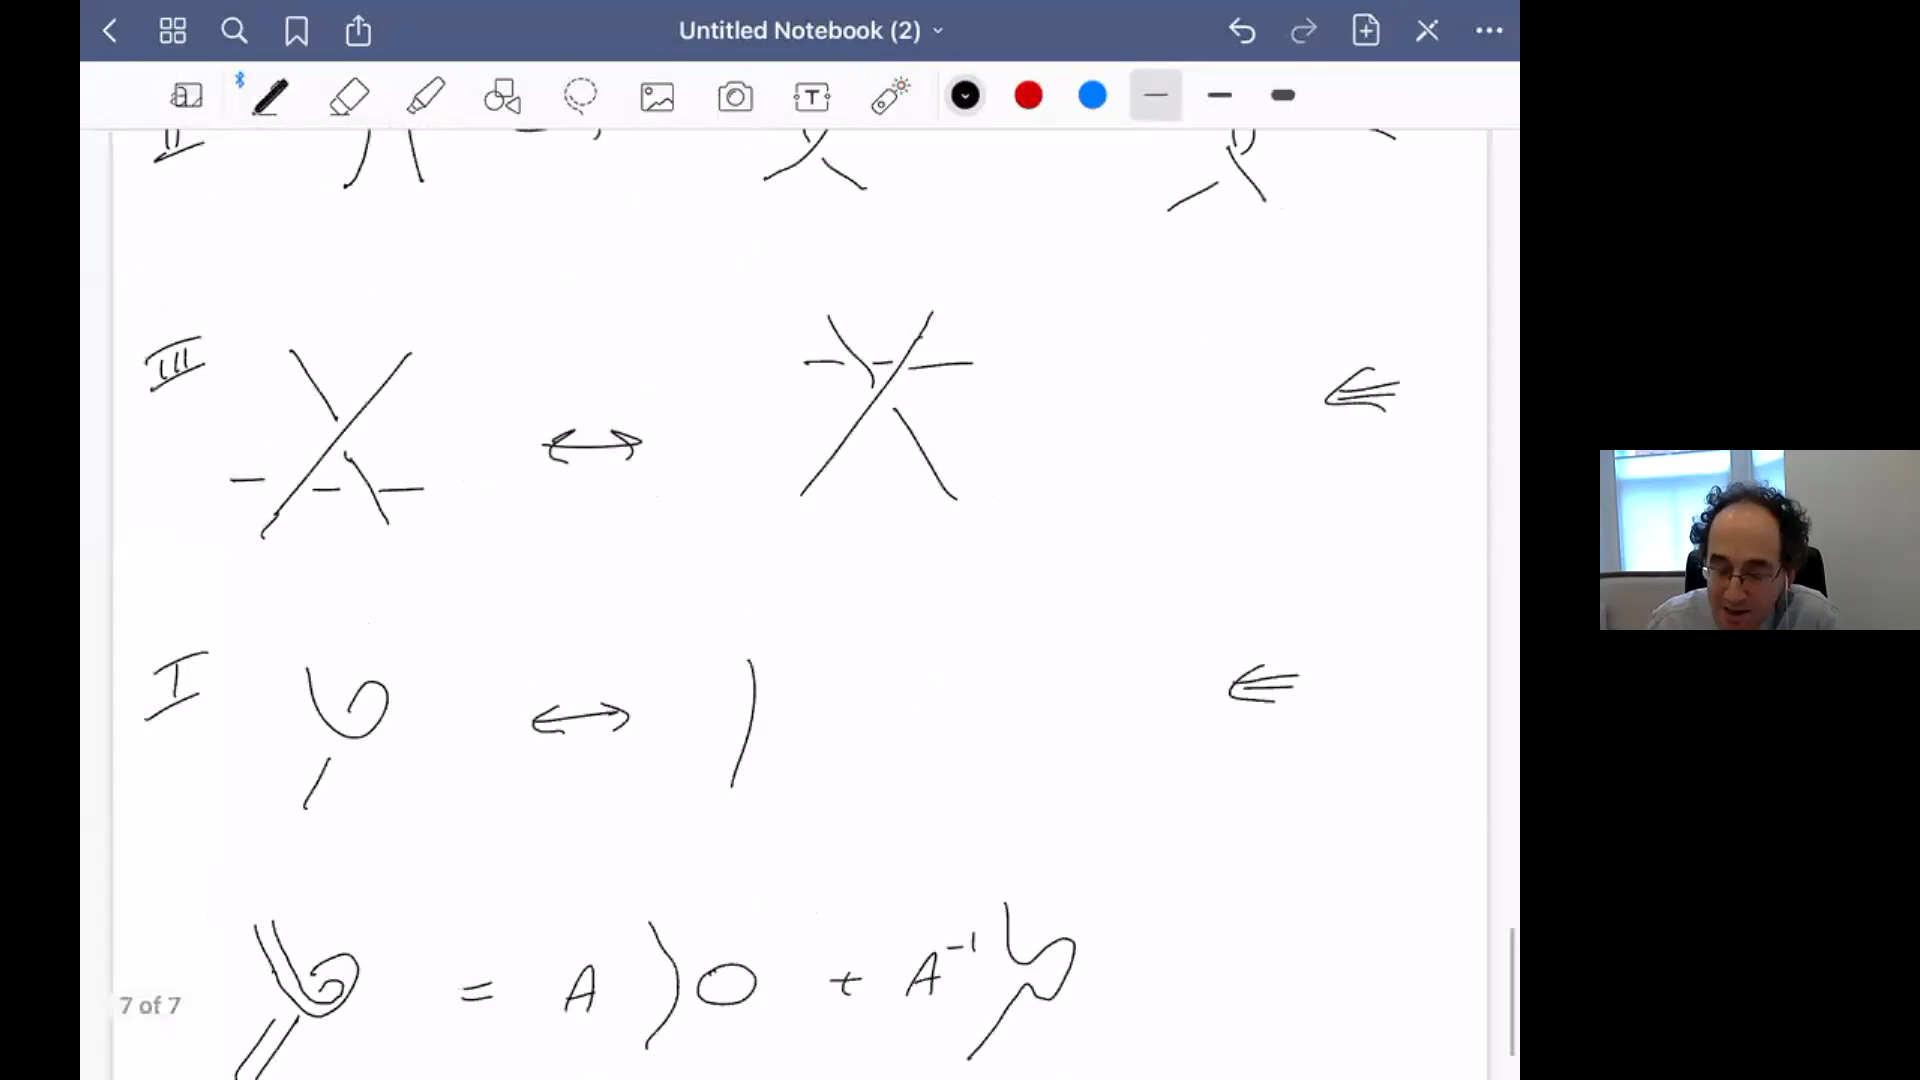 Untitled Notebook (2)
T
II
III
I
= A + A⁻¹
7 of 7